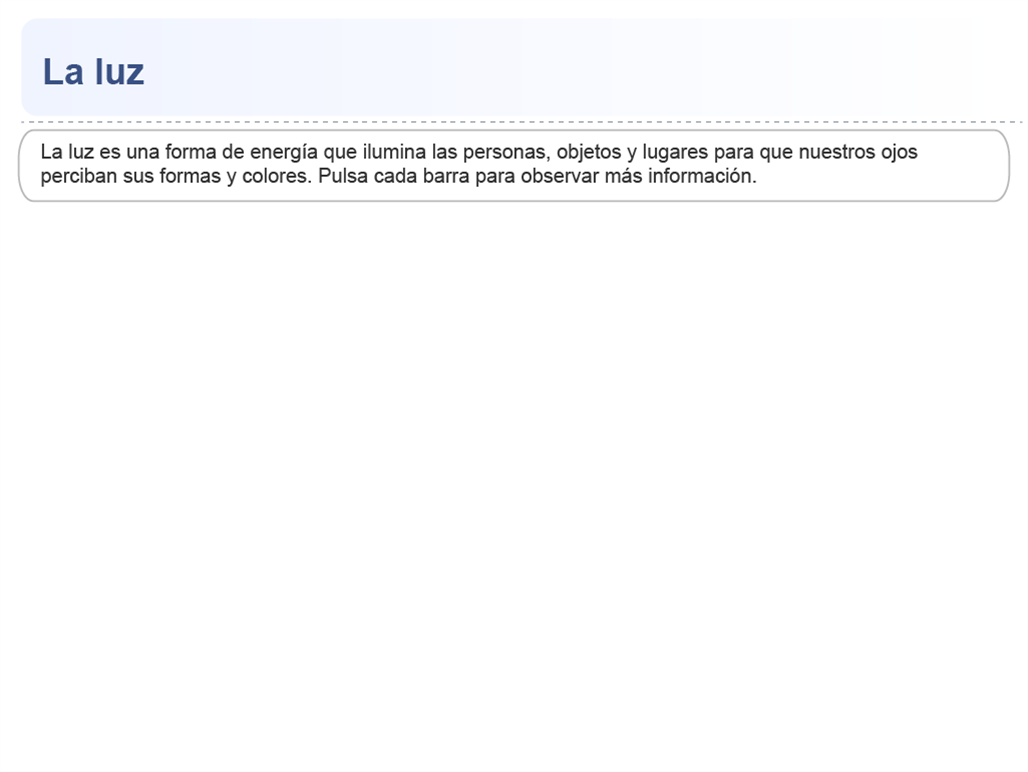 La luz
La luz es una forma de energía que ilumina las personas, objetos y lugares para que nuestros ojos
perciban sus formas y colores. Pulsa cada barra para observar más información.